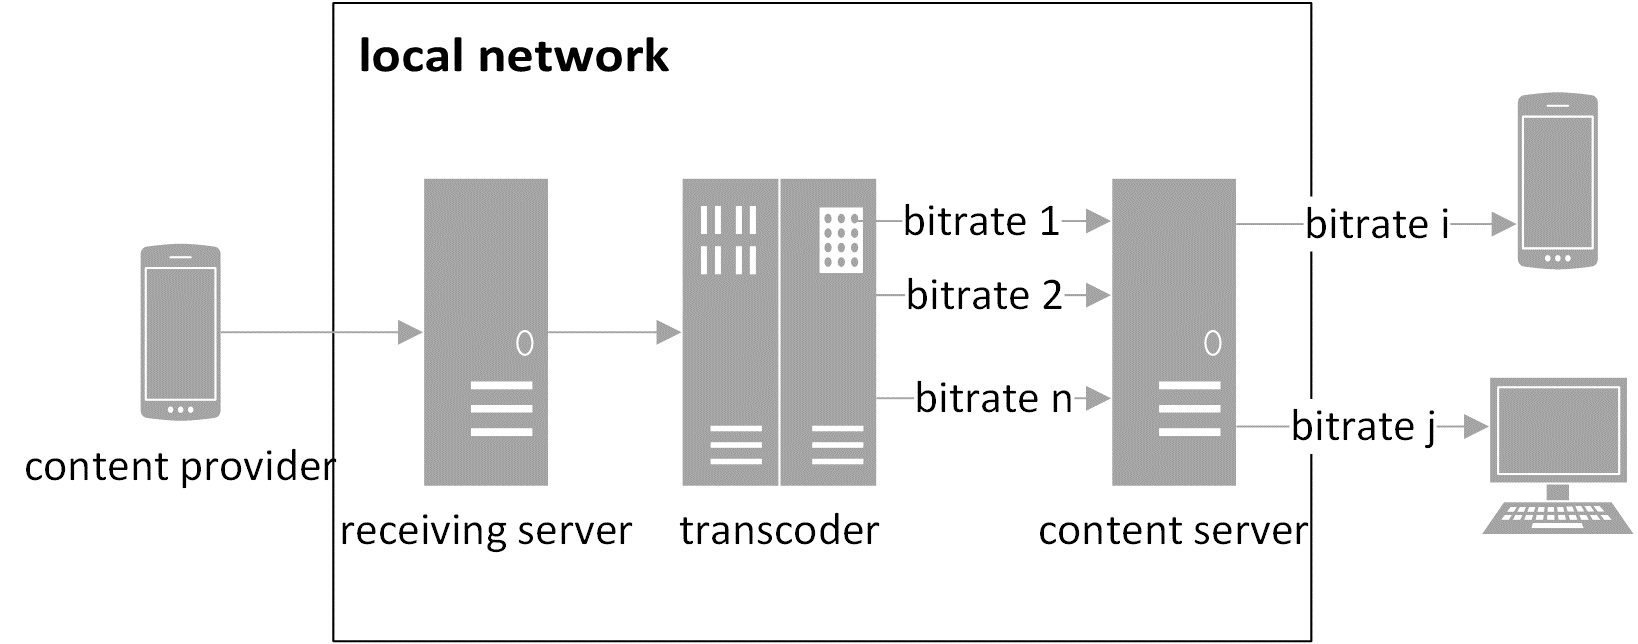 local network
bitrate 1
bitrate i
bitrate 2
bitrate n
bitrate j
content provider
receiving server
transcoder
content server